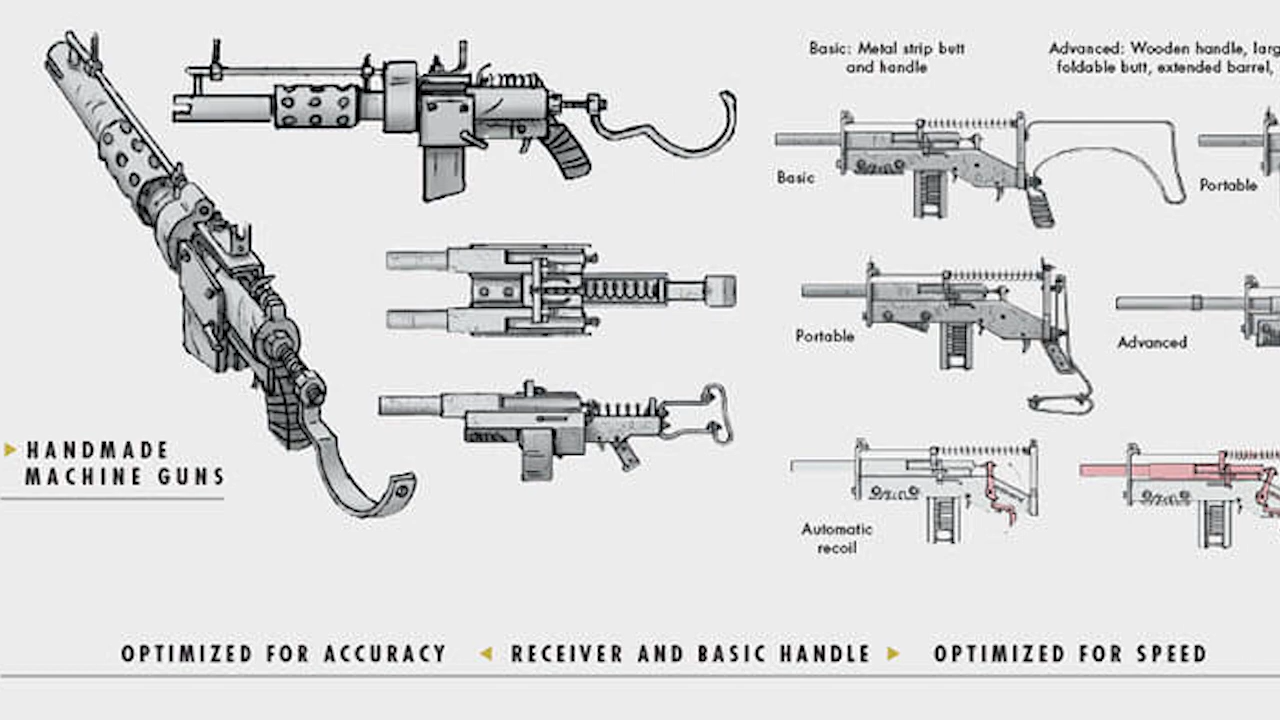 Basic: Metal strip butt
and handle
Advanced: Wooden handle, larg
foldable butt, extended barrel,
Basic
Portable
Portable
Advanced
HANDMADE
MACHINE GUNS
Automatic
recoil
OPTIMIZED FOR ACCURACY RECEIVER AND BASIC HANDLE OPTIMIZED FOR SPEED